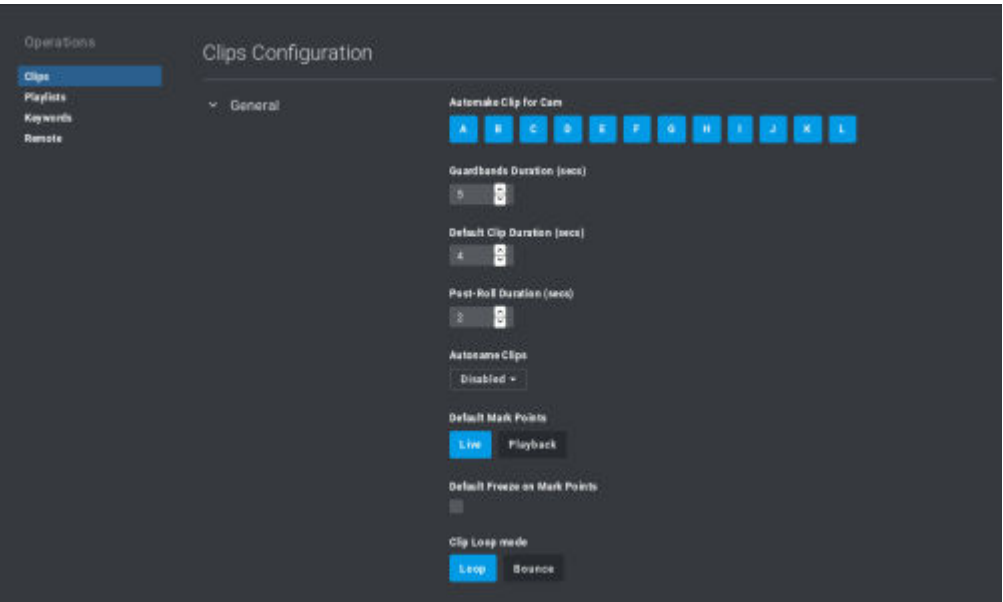 Operations
Clips
Playlists
Keywords
Remote
Clips Configuration
General
Automake Clip for Cam
A B C D E F G H I J K L
Guardbands Duration (secs)
5
Default Clip Duration (secs)
4
Post-Roll Duration (secs)
2
Autoname Clips
Disabled
Default Mark Points
Live Playback
Default Freeze on Mark Points
Clip Loop mode
Loop Bounce